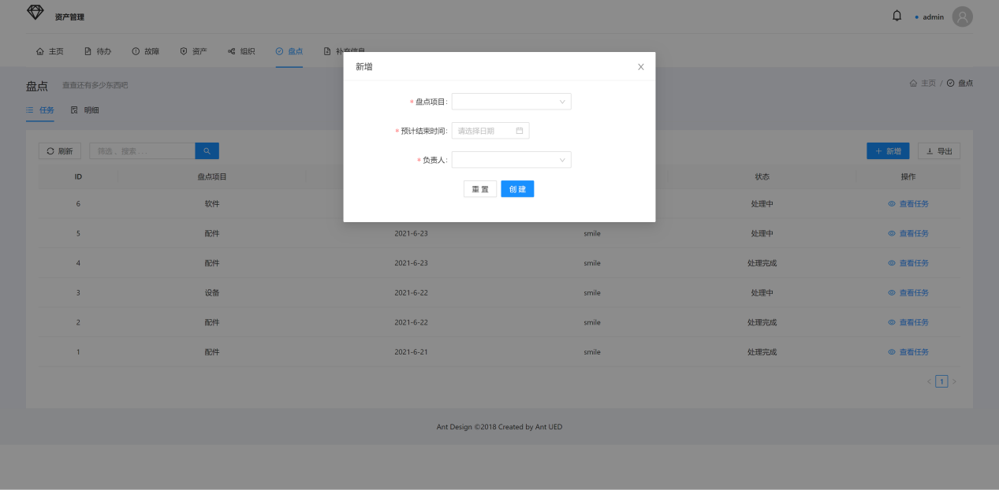 资产管理
admin
主页 待办 故障 资产 组织 盘点 补充信息
新增
盘点 查查还有多少东西吧
主页 / 盘点
任务 明细
* 盘点项目:
* 预计结束时间: 请选择日期
* 负责人:
重 置 创 建
刷新 筛选 、搜索 ... + 新增 导出
ID 盘点项目 状态 操作
6 软件 处理中 查看任务
5 配件 2021-6-23 smile 处理中 查看任务
4 配件 2021-6-23 smile 处理完成 查看任务
3 设备 2021-6-22 smile 处理中 查看任务
2 配件 2021-6-22 smile 处理完成 查看任务
1 配件 2021-6-21 smile 处理完成 查看任务
< 1 >
Ant Design ©2018 Created by Ant UED